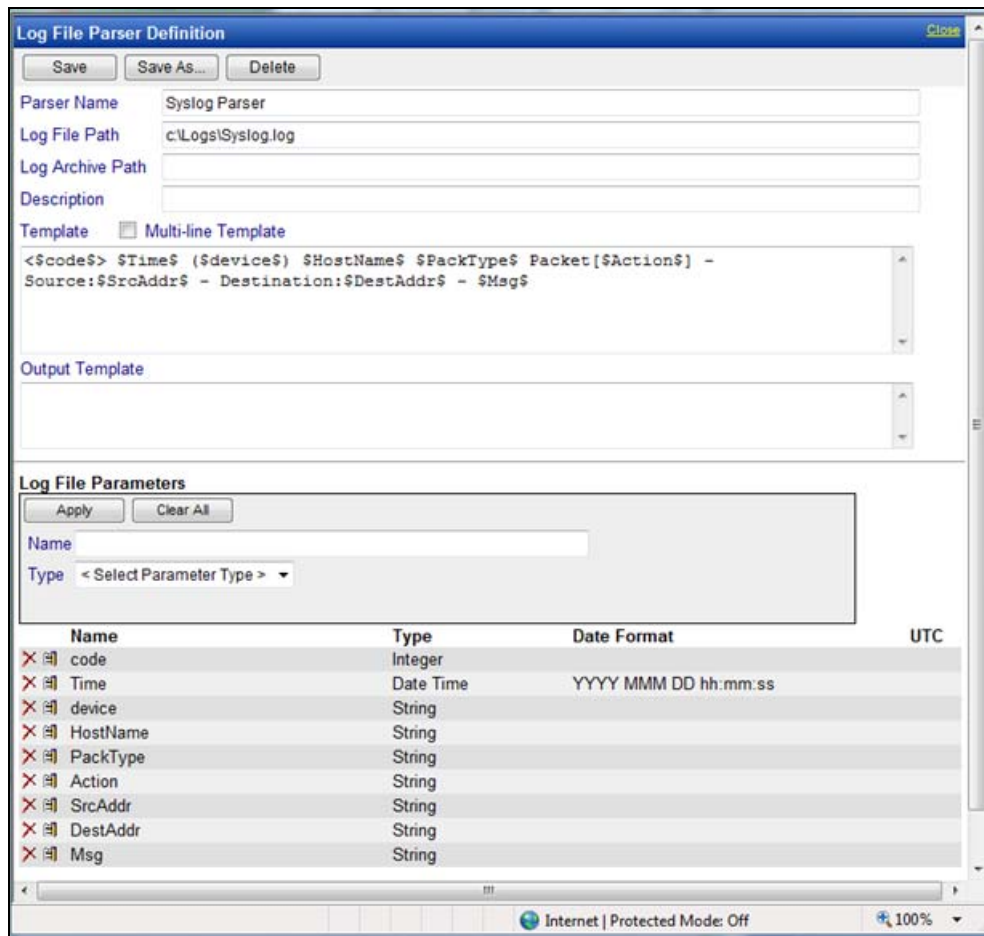 Log File Parser Definition Close
Save Save As... Delete
Parser Name Syslog Parser
Log File Path c:\Logs\Syslog.log
Log Archive Path
Description
Template Multi-line Template
<$code$> $Time$ ($device$) $HostName$ $PackType$ Packet[$Action$] -
Source:$SrcAddr$ - Destination:$DestAddr$ - $Msg$
Output Template
Log File Parameters
Apply Clear All
Name
Type < Select Parameter Type >
Name Type Date Format UTC
code Integer
Time Date Time YYYY MMM DD hh:mm:ss
device String
HostName String
PackType String
Action String
SrcAddr String
DestAddr String
Msg String
Internet | Protected Mode: Off 100%